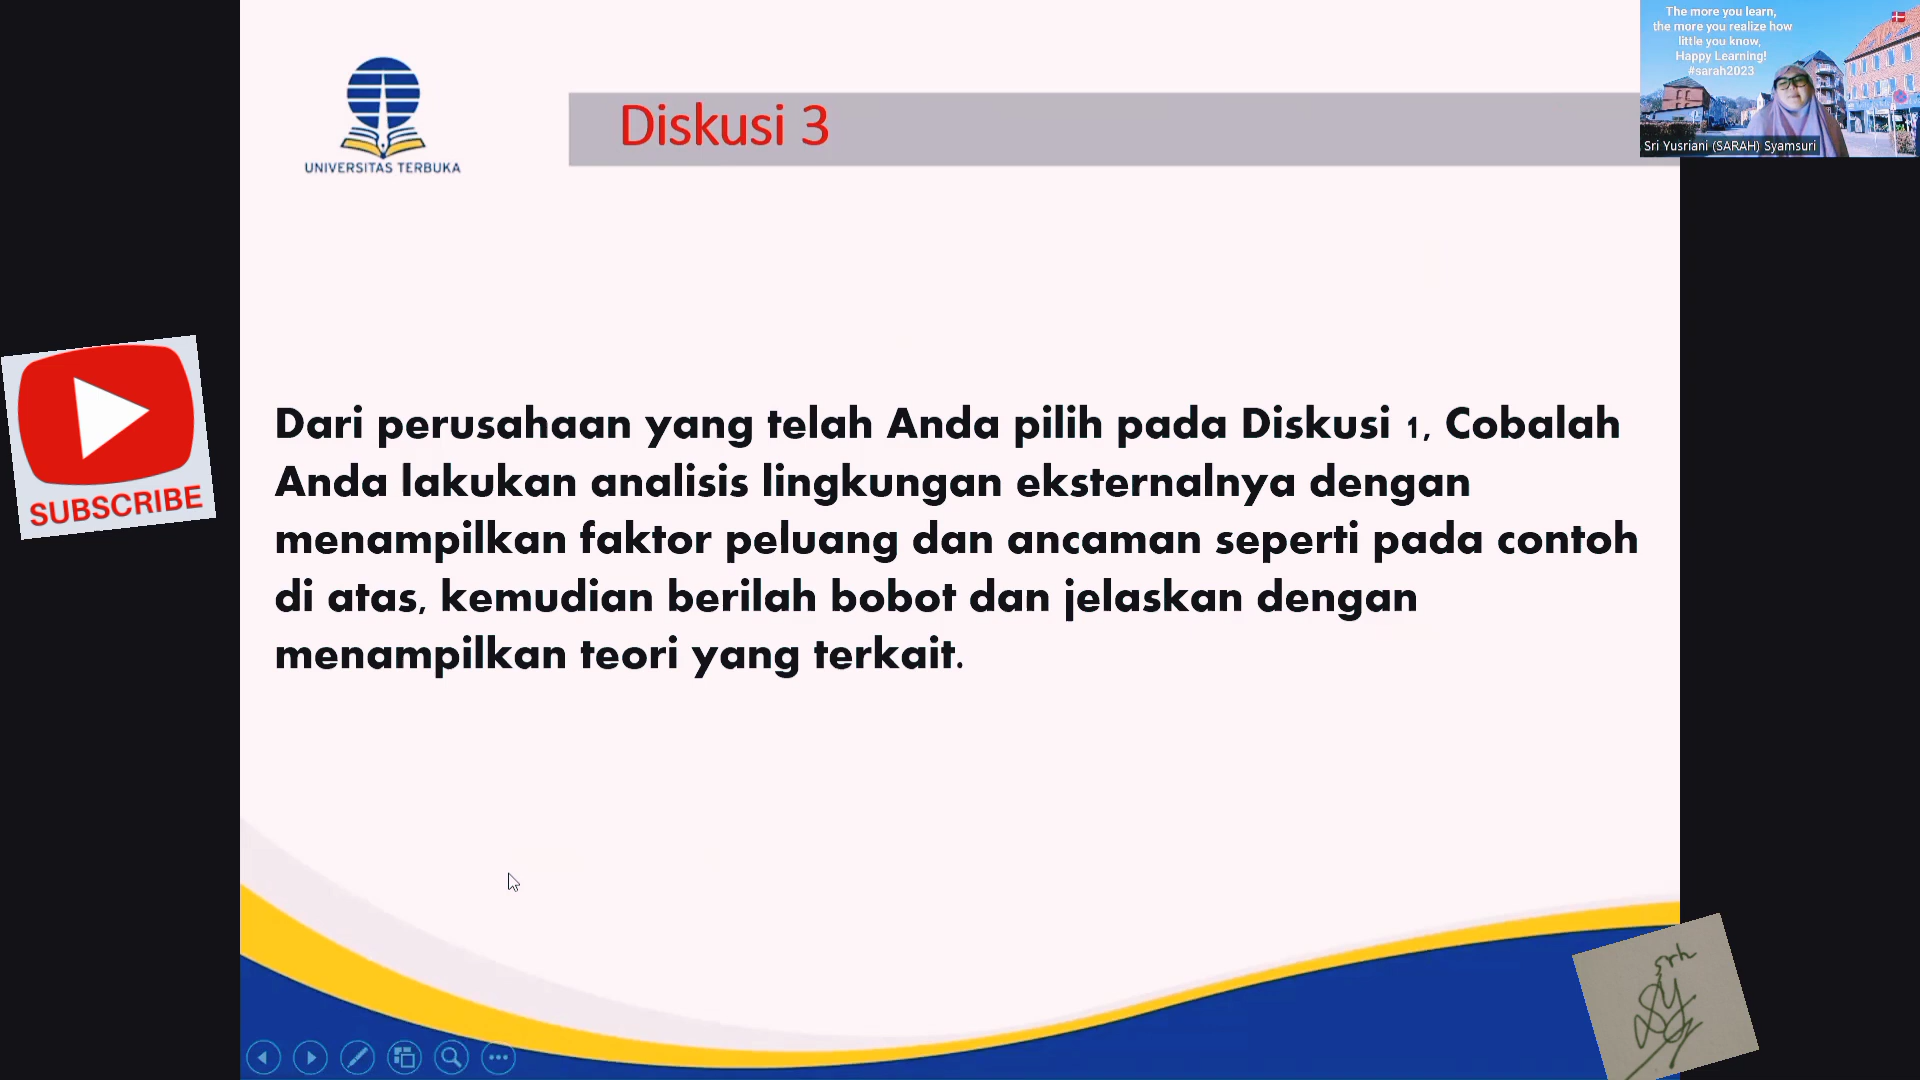 The more you learn,
the more you realize how
little you know,
Happy Learning!
#sarah2023
Sri Yusriani (SARAH) Syamsuri
UNIVERSITAS TERBUKA
Diskusi 3
Dari perusahaan yang telah Anda pilih pada Diskusi 1, Cobalah
Anda lakukan analisis lingkungan eksternalnya dengan
menampilkan faktor peluang dan ancaman seperti pada contoh
di atas, kemudian berilah bobot dan jelaskan dengan
menampilkan teori yang terkait.
SUBSCRIBE
srh